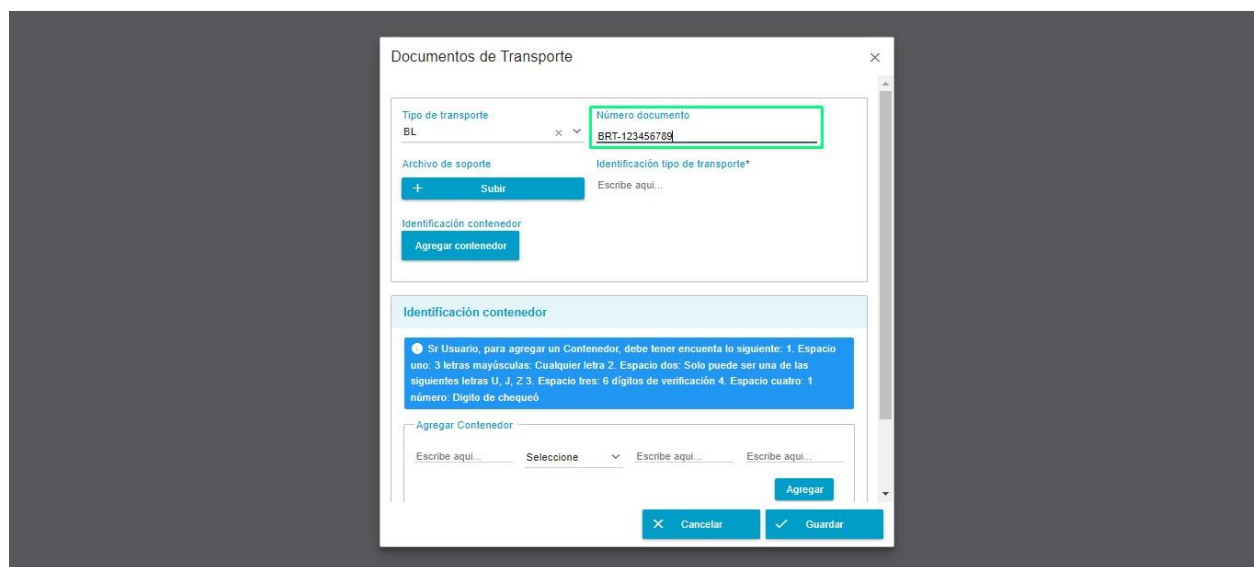 Documentos de Transporte
Tipo de transporte
BL
Número documento
BRT-123456789
Archivo de soporte
+ Subir
Identificación tipo de transporte*
Escribe aqui...
Identificación contenedor
Agregar contenedor
Identificación contenedor
Sr Usuario, para agregar un Contenedor, debe tener encuenta lo siguiente: 1. Espacio
uno: 3 letras mayúsculas: Cualquier letra 2. Espacio dos: Solo puede ser una de las
siguientes letras U, J, Z 3. Espacio tres: 6 dígitos de verificación 4. Espacio cuatro: 1
número: Digito de chequeó
Agregar Contenedor
Escribe aqui... Seleccione Escribe aqui... Escribe aqui...
Agregar
Cancelar Guardar